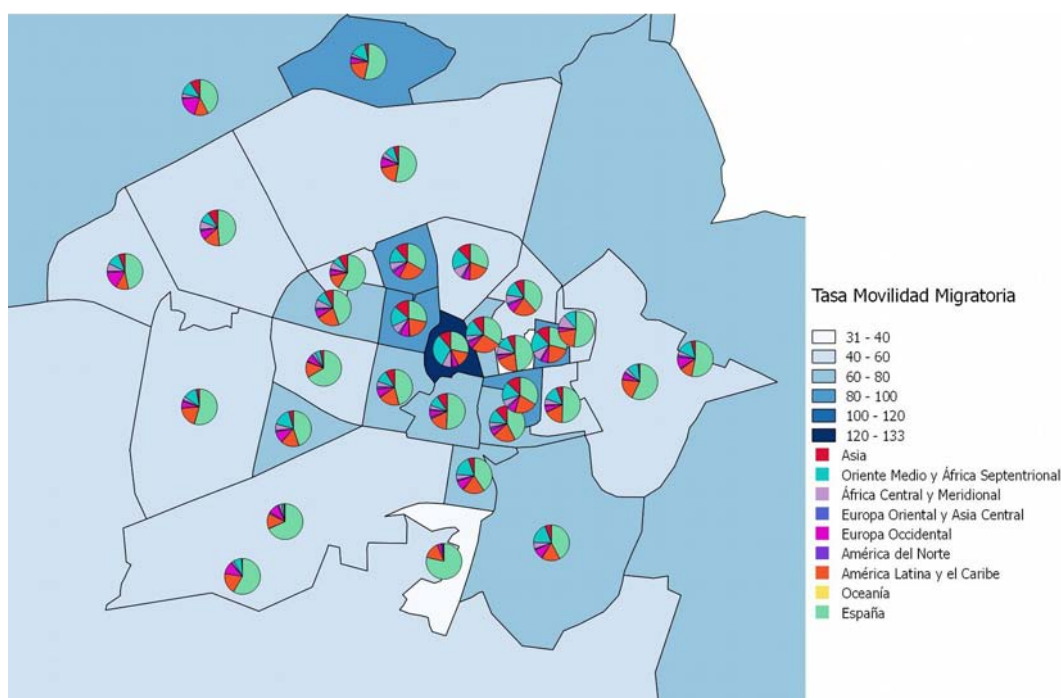 Tasa Movilidad Migratoria
31 - 40
40 - 60
60 - 80
80 - 100
100 - 120
120 - 133
Asia
Oriente Medio y África Septentrional
África Central y Meridional
Europa Oriental y Asia Central
Europa Occidental
América del Norte
América Latina y el Caribe
Oceanía
España